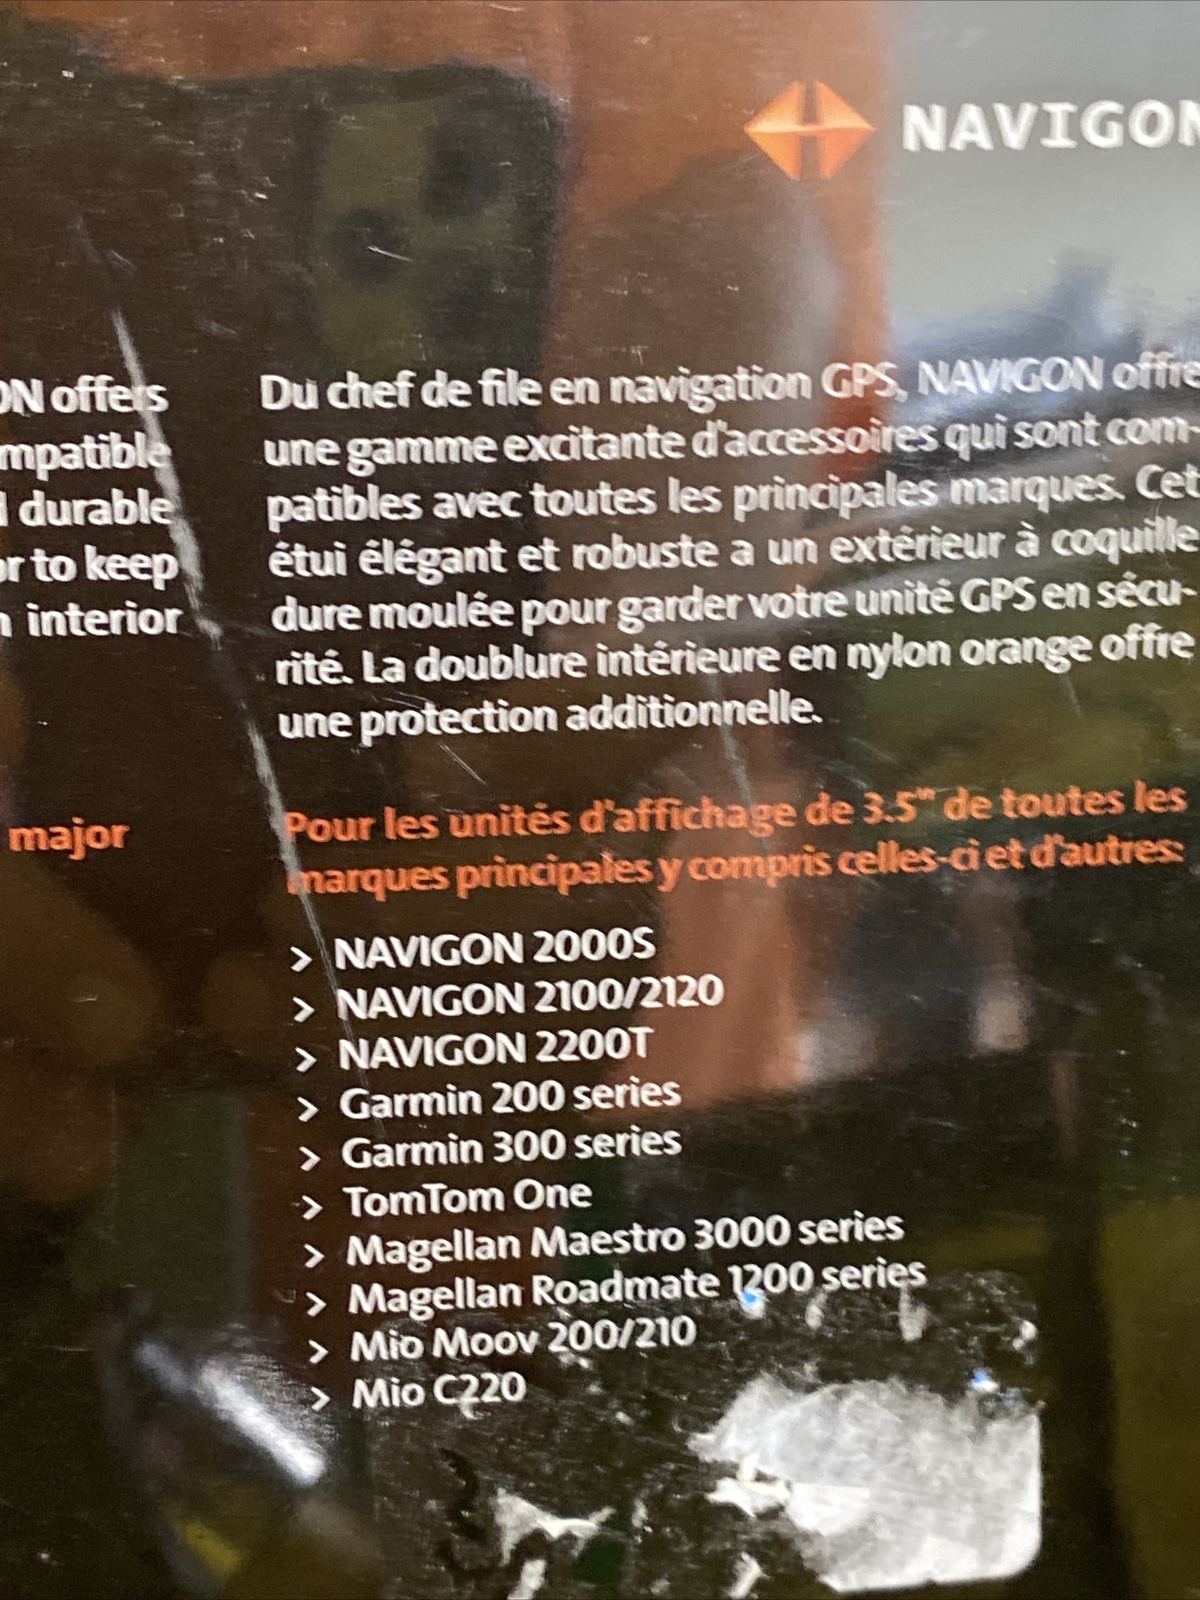 NAVIGON
ON offers
mpatible
durable
or to keep
interior
major
Du chef de file en navigation GPS, NAVIGON offre
une gamme excitante d'accessoires qui sont com-
patibles avec toutes les principales marques. Cet
étui élégant et robuste a un extérieur à coquille
dure moulée pour garder votre unité GPS en sécu-
rité. La doublure intérieure en nylon orange offre
une protection additionnelle.
Pour les unités d'affichage de 3.5" de toutes les
marques principales y compris celles-ci et d'autres:
> NAVIGON 2000S
> NAVIGON 2100/2120
> NAVIGON 2200T
> Garmin 200 series
> Garmin 300 series
> TomTom One
> Magellan Maestro 3000 series
> Magellan Roadmate 1200 series
> Mio Moov 200/210
> Mio C220